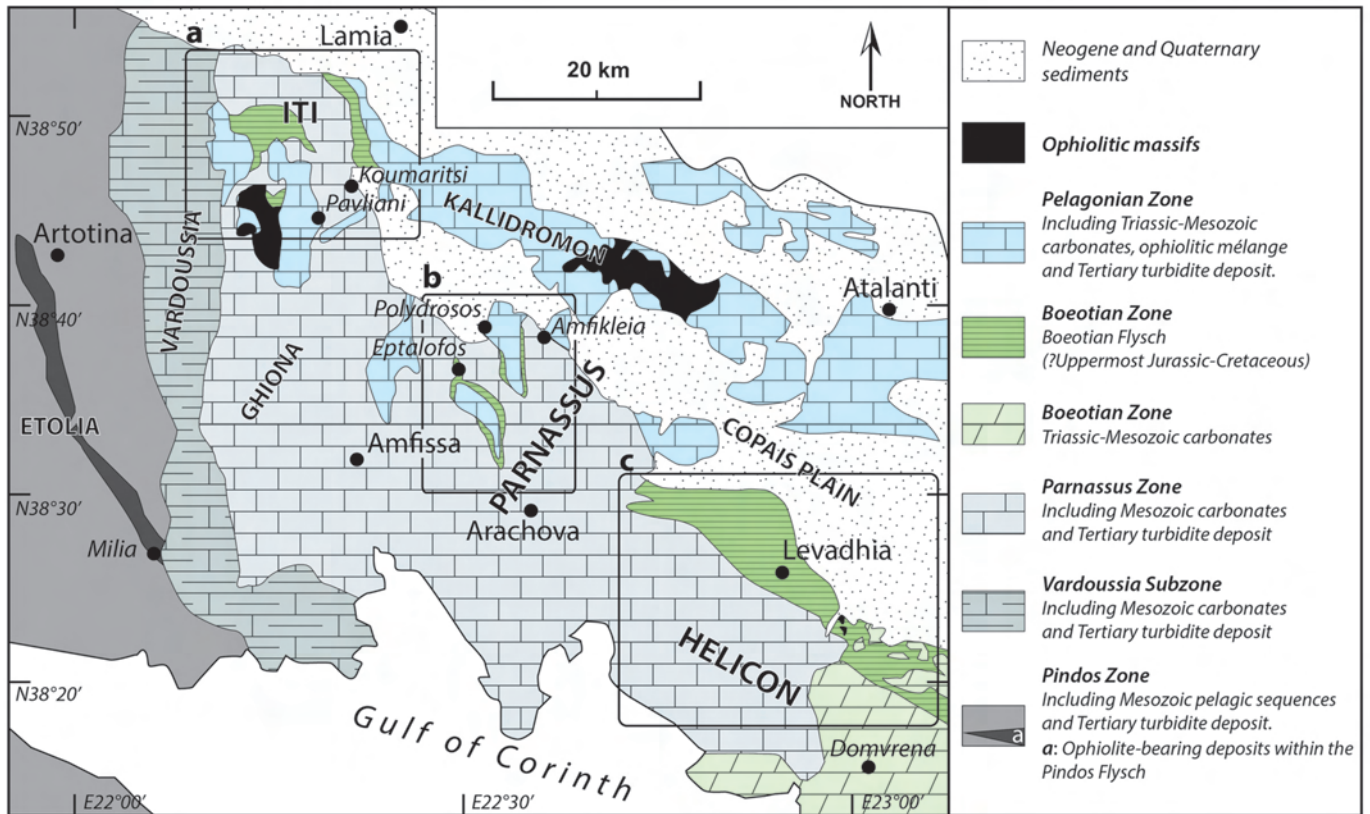 a
Lamia
20 km
NORTH
N38°50'
ITI
Koumaritsi
Pavliani
KALLIDROMON
Artotina
VARDOUSSIA
b
Atalanti
Polydrosos
Amfikleia
N38°40'
Eptalofos
GHIONA
PARNASSUS
ETOLIA
COPAIS PLAIN
Amfissa
c
N38°30'
Arachova
Levadhia
Milia
HELICON
N38°20'
Gulf of Corinth
Domvrena
E22°00'
E22°30'
E23°00'
Neogene and Quaternary
sediments
Ophiolitic massifs
Pelagonian Zone
Including Triassic-Mesozoic
carbonates, ophiolitic mélange
and Tertiary turbidite deposit.
Boeotian Zone
Boeotian Flysch
(?Uppermost Jurassic-Cretaceous)
Boeotian Zone
Triassic-Mesozoic carbonates
Parnassus Zone
Including Mesozoic carbonates
and Tertiary turbidite deposit
Vardoussia Subzone
Including Mesozoic carbonates
and Tertiary turbidite deposit
Pindos Zone
Including Mesozoic pelagic sequences
and Tertiary turbidite deposit.
a
a: Ophiolite-bearing deposits within the
Pindos Flysch